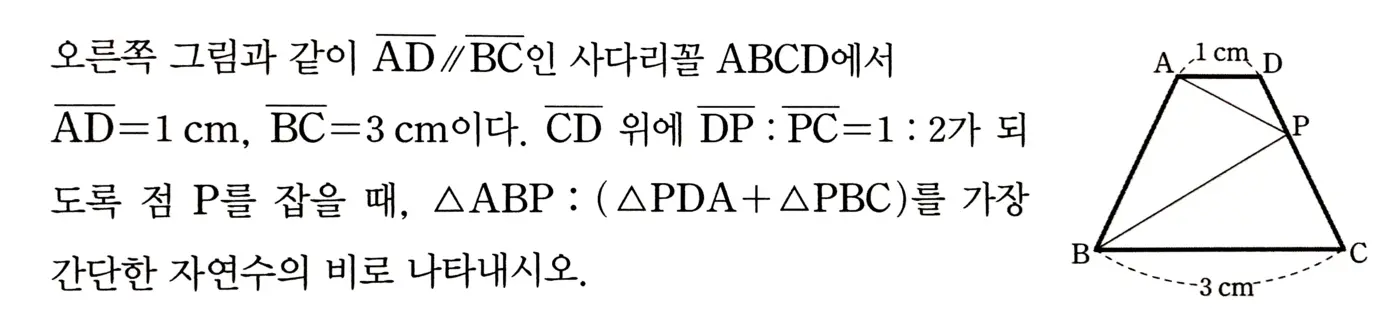 오른쪽 그림과 같이 \overline{AD}∥\overline{BC}인 사다리꼴 ABCD에서
\overline{AD}=1 cm, \overline{BC}=3 cm이다. \overline{CD} 위에 \overline{DP} : \overline{PC}=1 : 2가 되
도록 점 P를 잡을 때, △ABP : (△PDA+△PBC)를 가장
간단한 자연수의 비로 나타내시오.
A 1 cm D
P
B C
3 cm